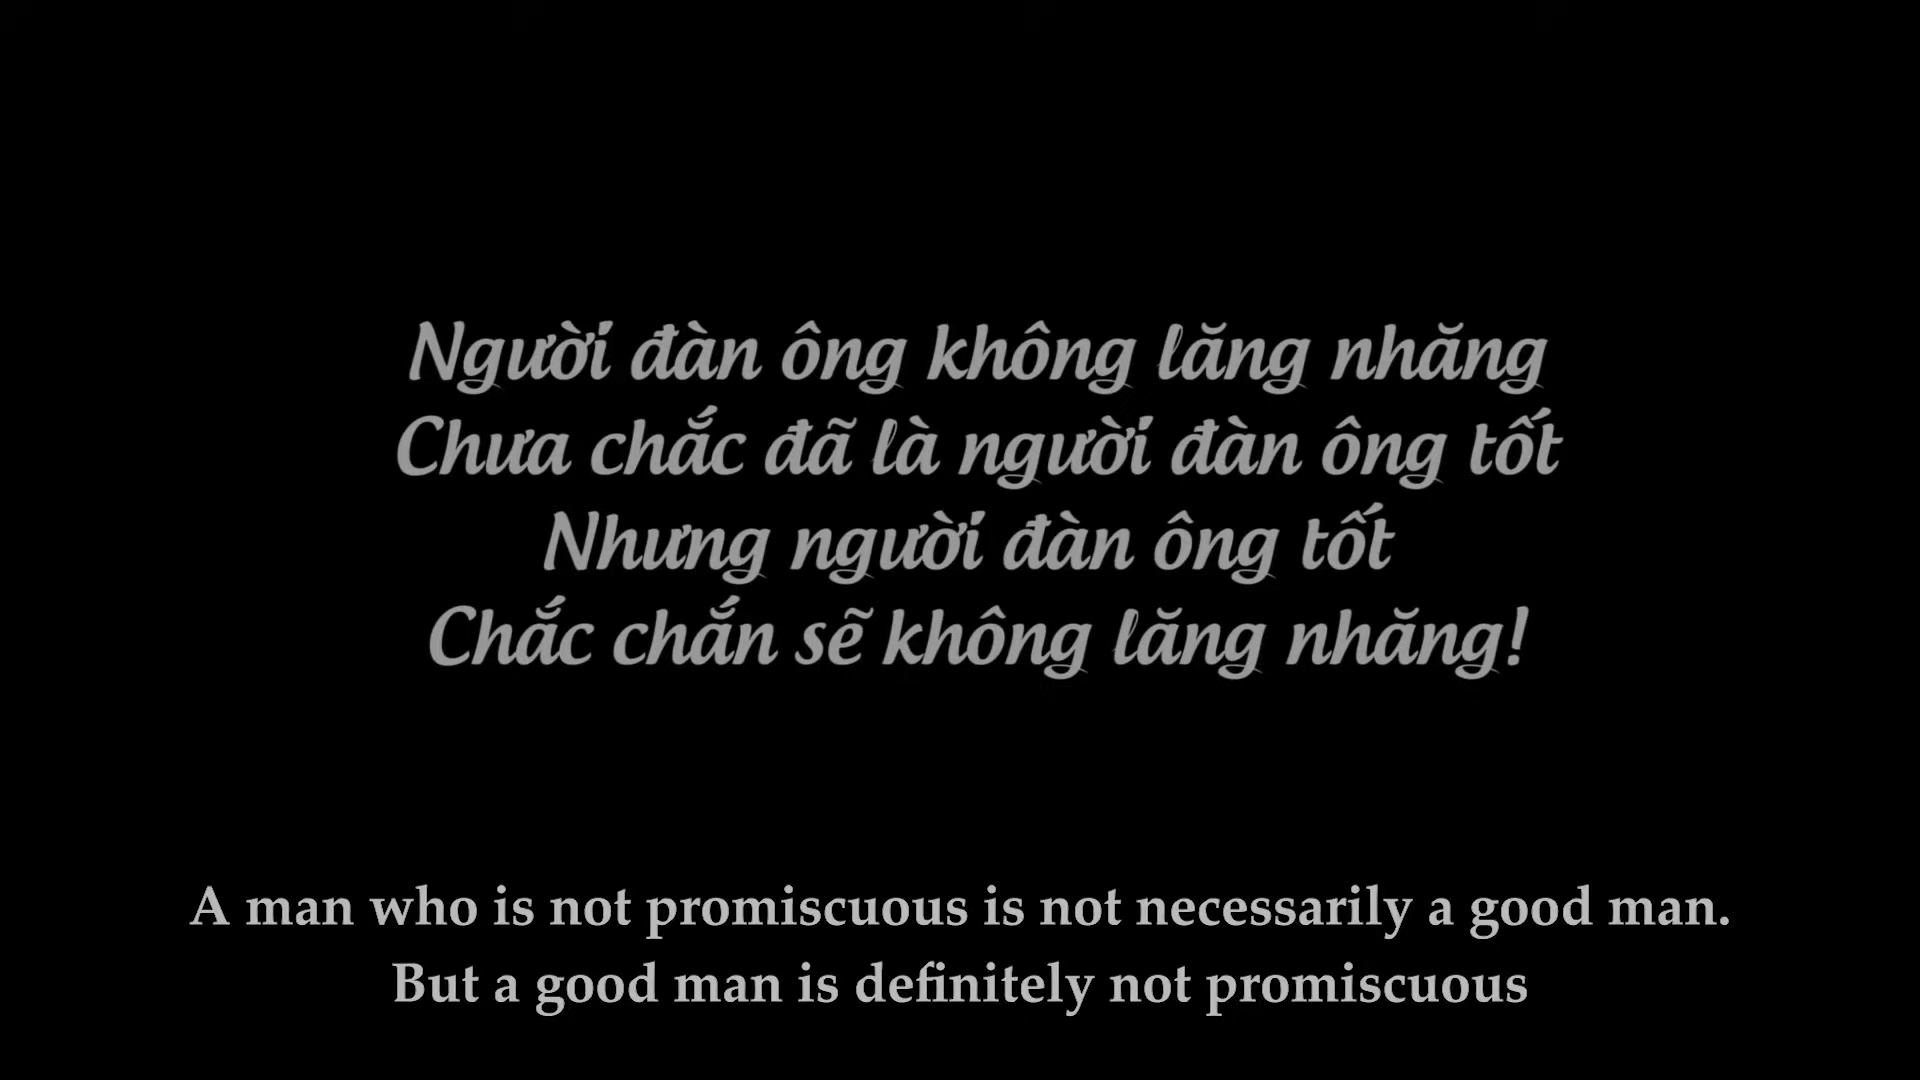 Người đàn ông không lăng nhăng
Chưa chắc đã là người đàn ông tốt
Nhưng người đàn ông tốt
Chắc chắn sẽ không lăng nhăng!
A man who is not promiscuous is not necessarily a good man.
But a good man is definitely not promiscuous